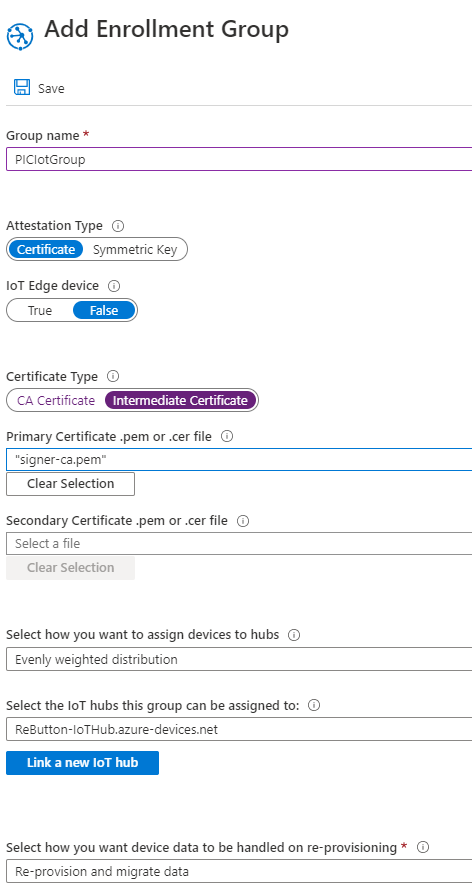 Add Enrollment Group
Save
Group name *
PICIotGroup
Attestation Type
Certificate Symmetric Key
IoT Edge device
True False
Certificate Type
CA Certificate Intermediate Certificate
Primary Certificate .pem or .cer file
"signer-ca.pem"
Clear Selection
Secondary Certificate .pem or .cer file
Select a file
Clear Selection
Select how you want to assign devices to hubs
Evenly weighted distribution
Select the IoT hubs this group can be assigned to:
ReButton-IoTHub.azure-devices.net
Link a new IoT hub
Select how you want device data to be handled on re-provisioning *
Re-provision and migrate data